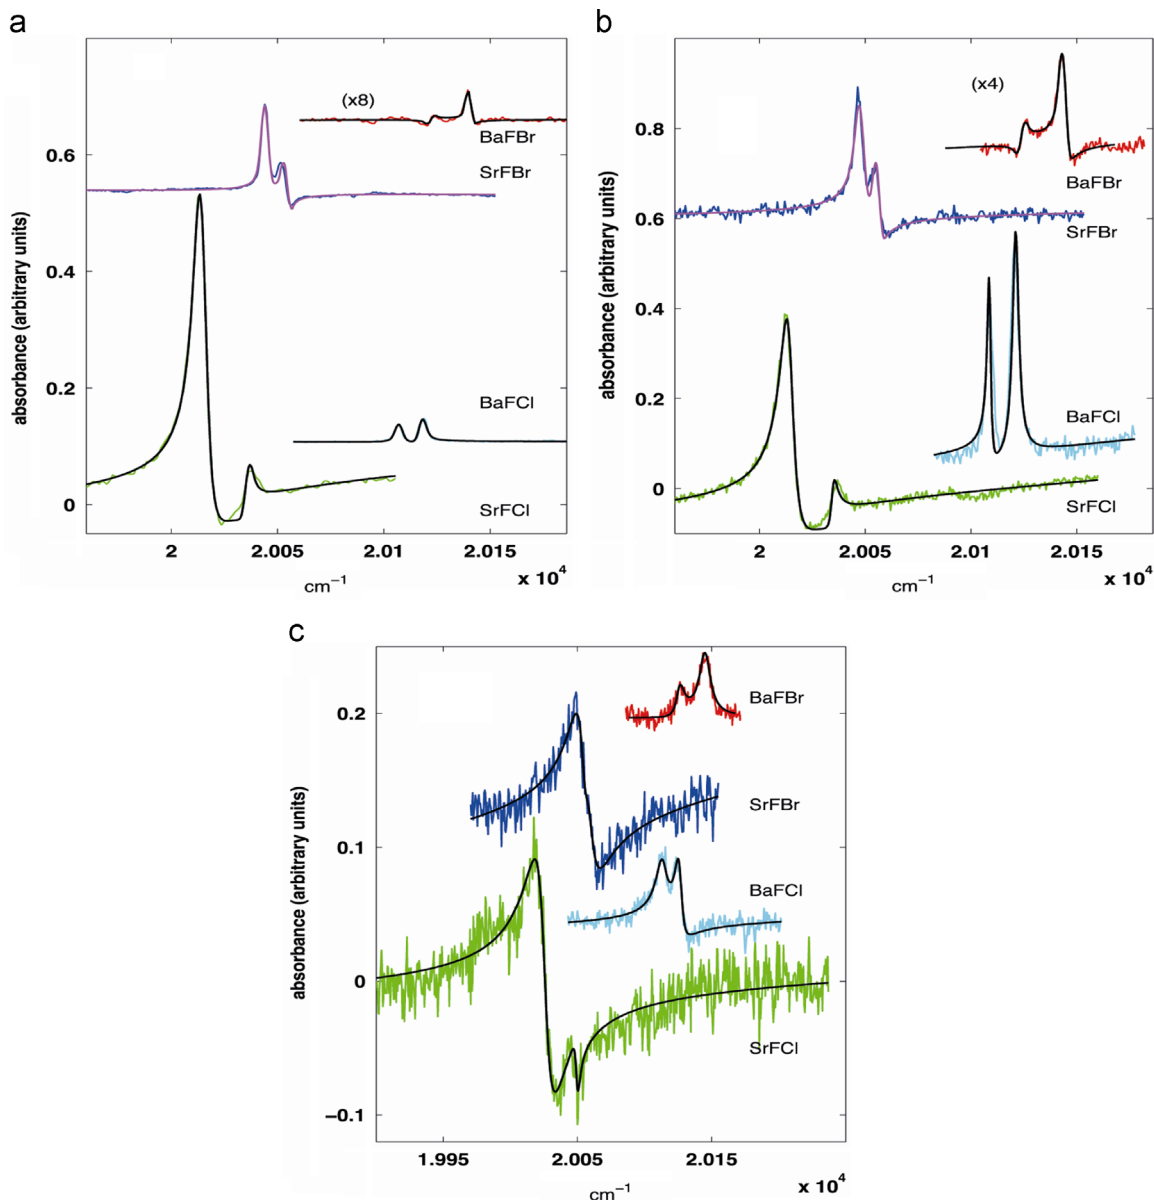 a
absorbance (arbitrary units)
0.6
0.4
0.2
0
(x8)
BaFBr
SrFBr
BaFCl
SrFCl
2
2.005
2.01
2.015
x 10⁴
cm⁻¹
b
absorbance (arbitrary units)
0.8
0.6
0.4
0.2
0
(x4)
BaFBr
SrFBr
BaFCl
SrFCl
2
2.005
2.01
2.015
x 10⁴
cm⁻¹
c
absorbance (arbitrary units)
0.2
0.1
0
−0.1
BaFBr
SrFBr
BaFCl
SrFCl
1.995
2.005
2.015
x 10⁴
cm⁻¹